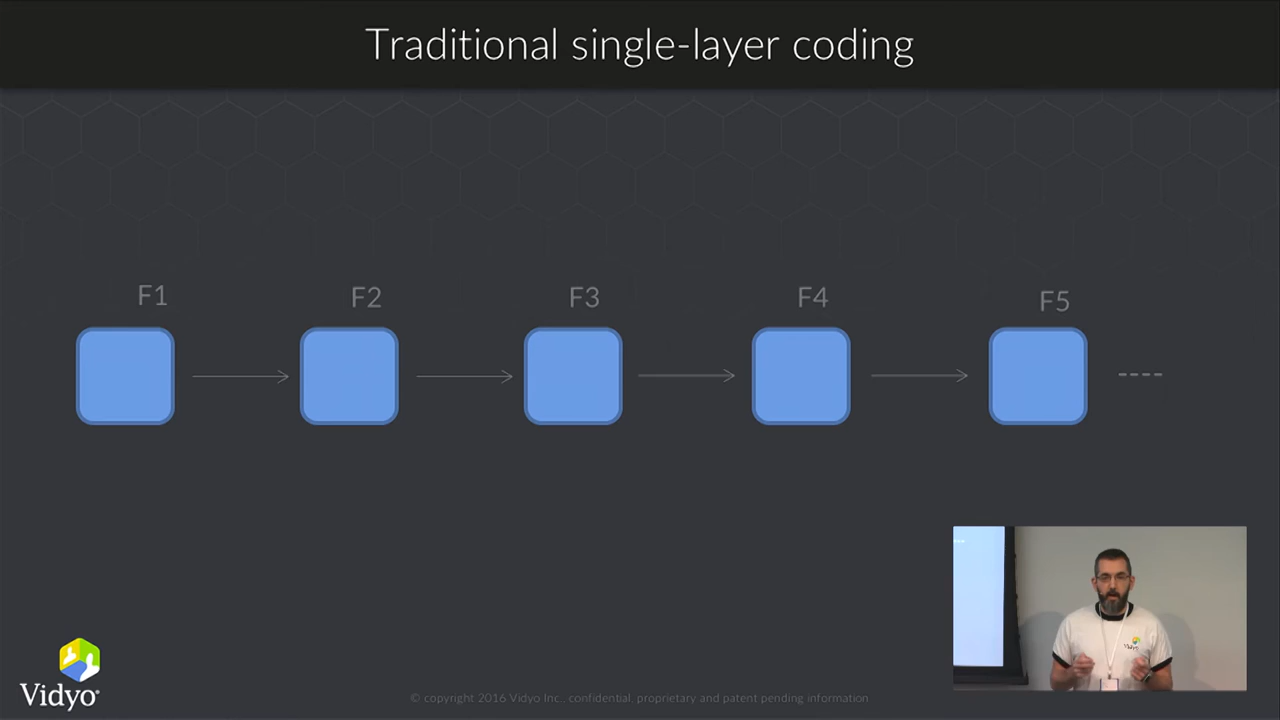 Traditional single-layer coding
F1
F2
F3
F4
F5
Vidyo
Vidyo
© copyright 2016 Vidyo Inc., confidential, proprietary and patent pending information